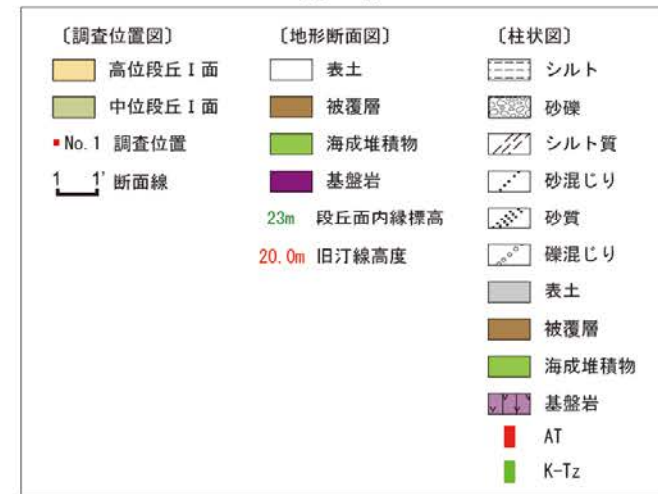 〔調査位置図〕
高位段丘Ⅰ面
中位段丘Ⅰ面
No.1 調査位置
1 1' 断面線
〔地形断面図〕
表土
被覆層
海成堆積物
基盤岩
23m 段丘面内縁標高
20.0m 旧汀線高度
〔柱状図〕
シルト
砂礫
シルト質
砂混じり
砂質
礫混じり
表土
被覆層
海成堆積物
基盤岩
AT
K-Tz